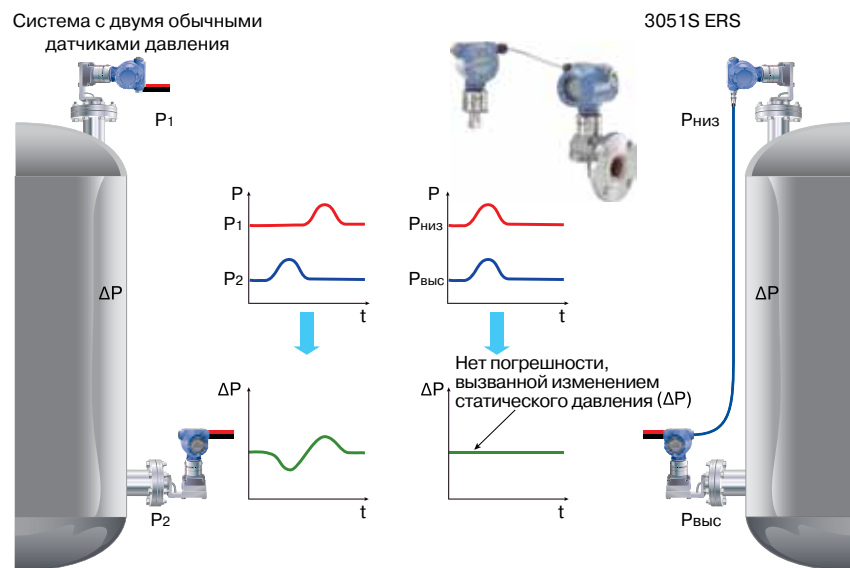 Система с двумя обычными
датчиками давления
3051S ERS
P1
Pниз
P
P1
P2
t
P
Pниз
Pвыс
t
ΔP
ΔP
ΔP
t
ΔP
Нет погрешности,
вызванной изменением
статического давления (ΔP)
t
P2
Pвыс